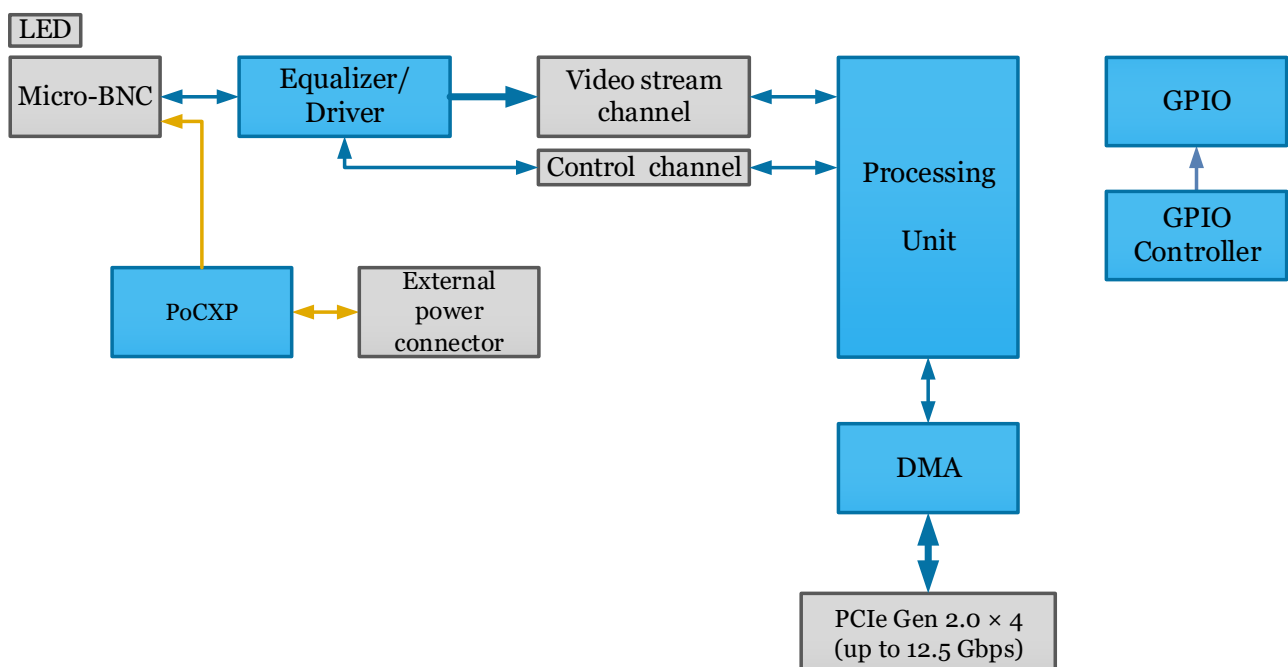 LED
Micro-BNC
Equalizer/
Driver
Video stream
channel
Control channel
Processing
Unit
GPIO
GPIO
Controller
PoCXP
External
power
connector
DMA
PCIe Gen 2.0 × 4
(up to 12.5 Gbps)